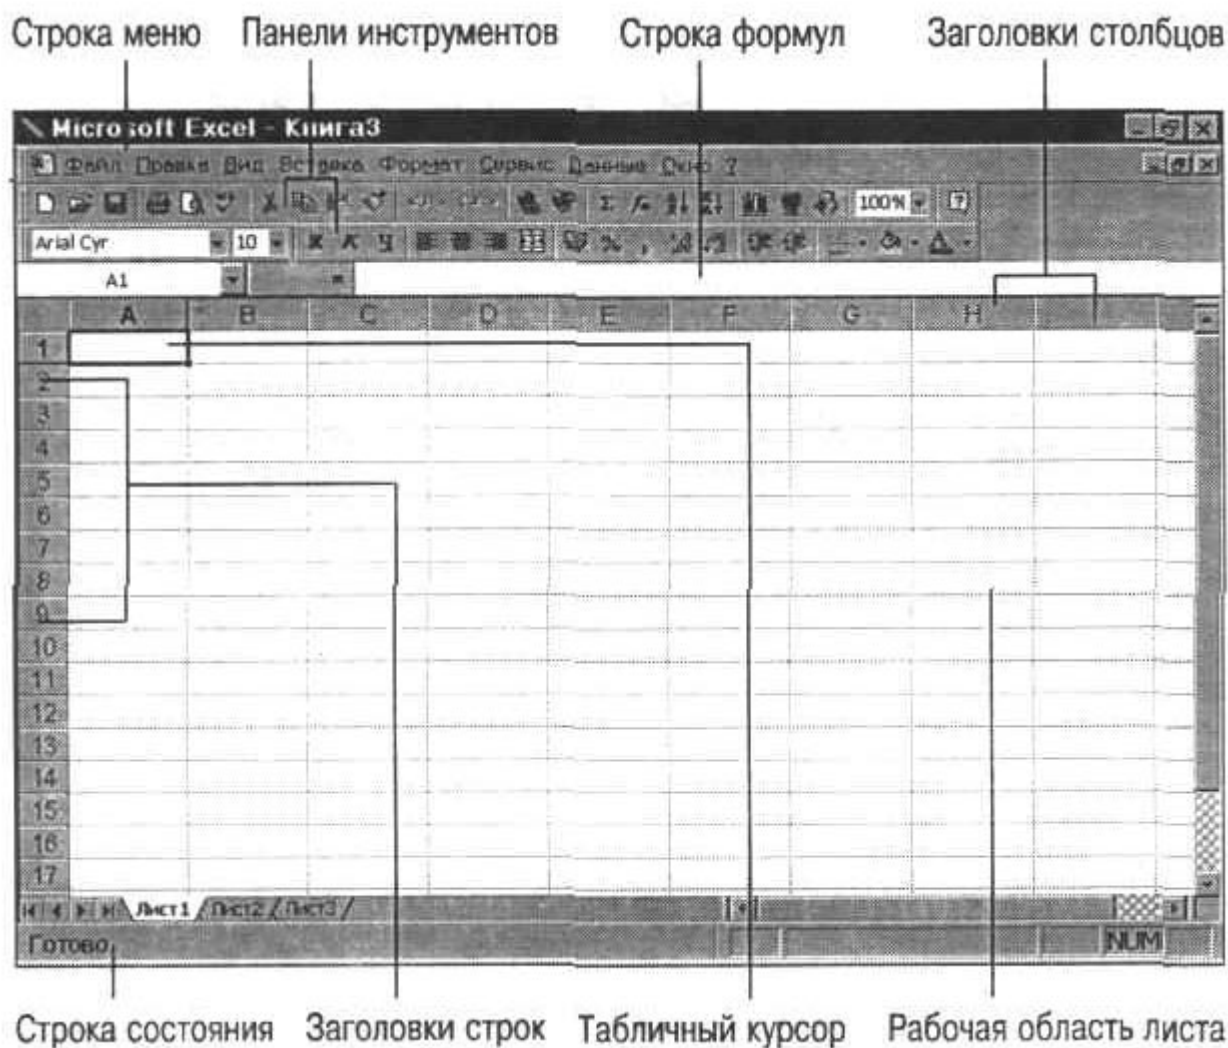 Строка меню Панели инструментов Строка формул Заголовки столбцов
Microsoft Excel - Книга3
Файл Правка Вид Вставка Формат Сервис Данные Окно ?
100%
Arial Cyr 10 Ж К Ч % ,
A1 =
A B C D E F G H I
1
2
3
4
5
6
7
8
9
10
11
12
13
14
15
16
17
Лист1 Лист2 Лист3
Готово NUM
Строка состояния Заголовки строк Табличный курсор Рабочая область листа